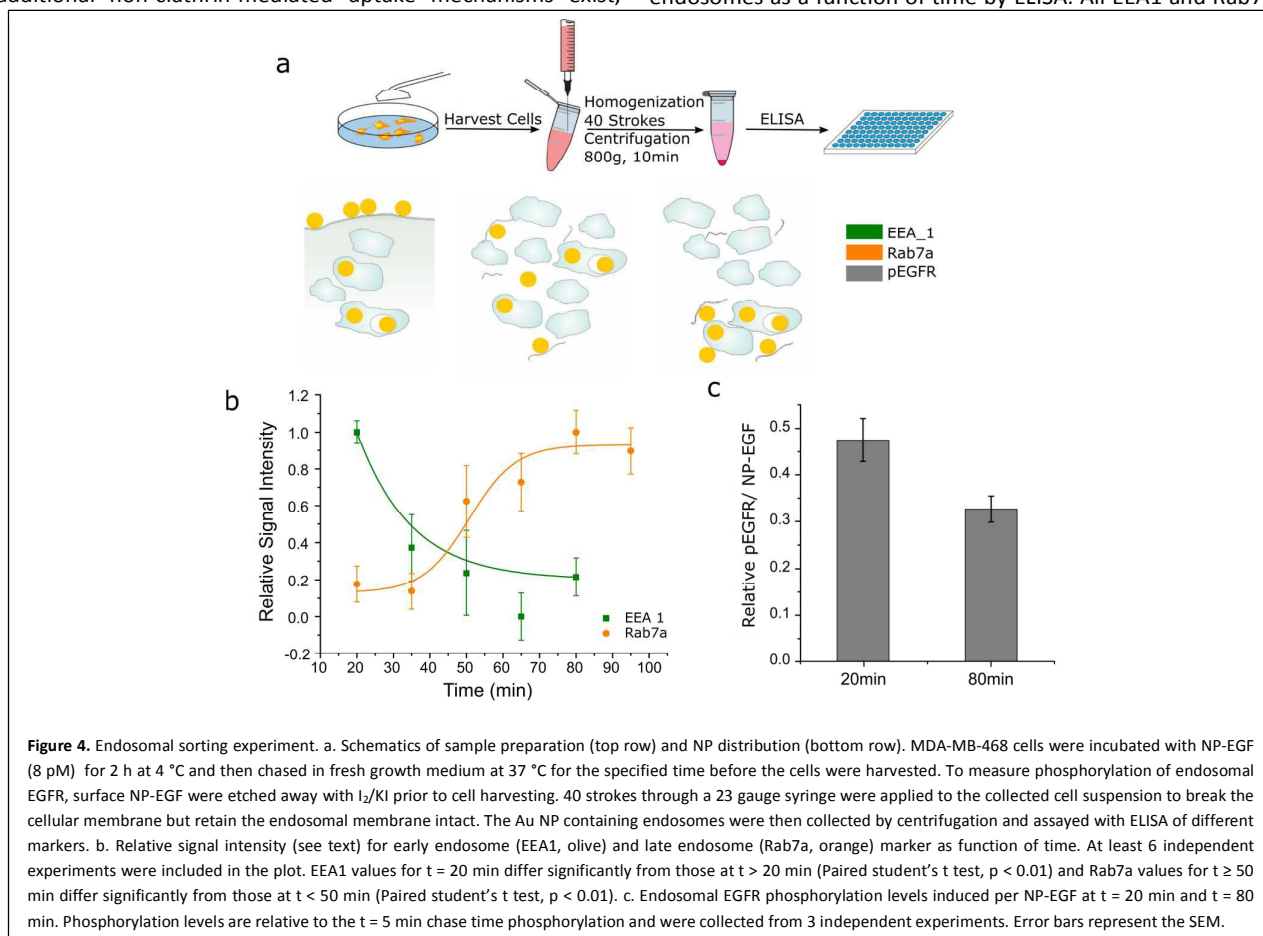 additional non-clathrin-mediated uptake mechanisms exist,
endosomes as a function of time by ELISA. All EEA1 and Rab7
a
Harvest Cells
Homogenization
40 Strokes
Centrifugation
800g, 10min
ELISA
EEA_1
Rab7a
pEGFR
b
Relative Signal Intensity
1.2
1.0
0.8
0.6
0.4
0.2
0.0
-0.2
10 20 30 40 50 60 70 80 90 100
Time (min)
EEA 1
Rab7a
c
Relative pEGFR/ NP-EGF
0.5
0.4
0.3
0.2
0.1
0.0
20min
80min
Figure 4. Endosomal sorting experiment. a. Schematics of sample preparation (top row) and NP distribution (bottom row). MDA-MB-468 cells were incubated with NP-EGF
(8 pM) for 2 h at 4 °C and then chased in fresh growth medium at 37 °C for the specified time before the cells were harvested. To measure phosphorylation of endosomal
EGFR, surface NP-EGF were etched away with I₂/KI prior to cell harvesting. 40 strokes through a 23 gauge syringe were applied to the collected cell suspension to break the
cellular membrane but retain the endosomal membrane intact. The Au NP containing endosomes were then collected by centrifugation and assayed with ELISA of different
markers. b. Relative signal intensity (see text) for early endosome (EEA1, olive) and late endosome (Rab7a, orange) marker as function of time. At least 6 independent
experiments were included in the plot. EEA1 values for t = 20 min differ significantly from those at t > 20 min (Paired student's t test, p < 0.01) and Rab7a values for t ≥ 50
min differ significantly from those at t < 50 min (Paired student's t test, p < 0.01). c. Endosomal EGFR phosphorylation levels induced per NP-EGF at t = 20 min and t = 80
min. Phosphorylation levels are relative to the t = 5 min chase time phosphorylation and were collected from 3 independent experiments. Error bars represent the SEM.